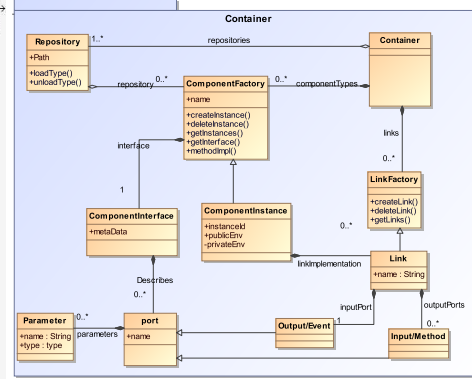 Container
Repository
+Path
+loadType()
+unloadType()
1..*
repositories
Container
repository
0..*
ComponentFactory
+name
+createInstance()
+deleteInstance()
+getInstances()
+getInterface()
+methodImpl()
0..*
componentTypes
links
0..*
interface
1
LinkFactory
+createLink()
+deleteLink()
+getLinks()
ComponentInterface
+metaData
ComponentInstance
+instanceId
+publicEnv
-privateEnv
0..*
linkImplementation
Link
+name : String
Describes
0..*
inputPort
1
outputPorts
0..*
Parameter
+name : String
+type : type
0..*
parameters
port
+name
Output/Event
Input/Method